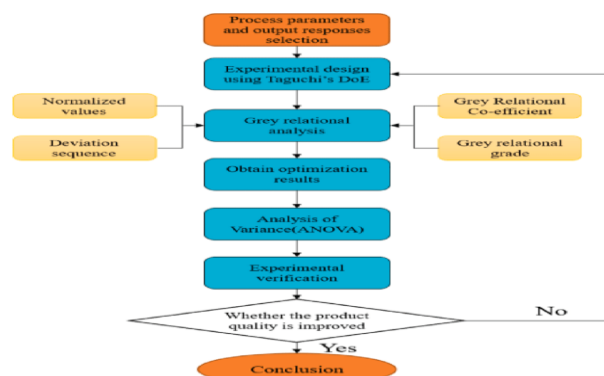 Process parameters
and output responses
selection
Experimental design
using Taguchi's DoE
Normalized
values
Deviation
sequence
Grey relational
analysis
Grey Relational
Co-efficient
Grey relational
grade
Obtain optimization
results
Analysis of
Variance(ANOVA)
Experimental
verification
Whether the product
quality is improved
No
Yes
Conclusion